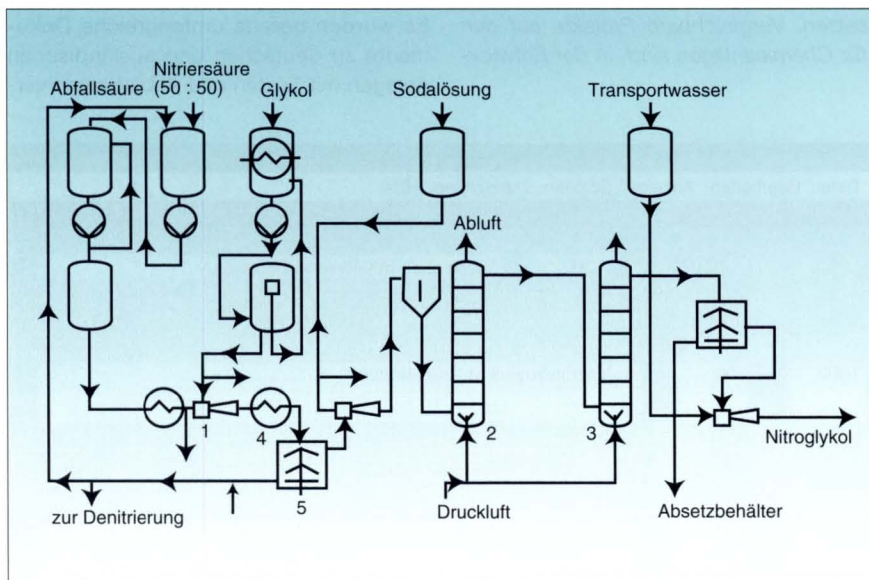 Abfallsäure
Nitriersäure
(50 : 50)
Glykol
Sodalösung
Transportwasser
Abluft
1
4
2
3
5
Nitroglykol
zur Denitrierung
Druckluft
Absetzbehälter